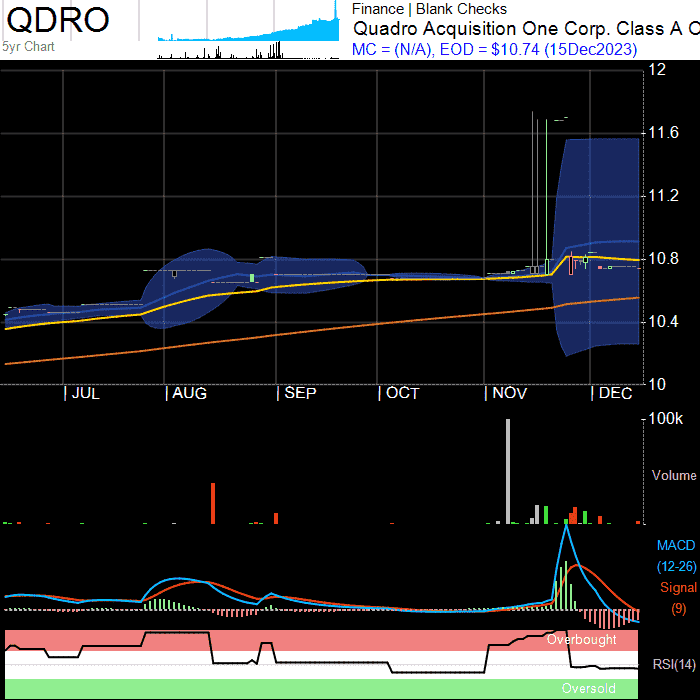 QDRO
5yr Chart
Finance | Blank Checks
Quadro Acquisition One Corp. Class A O
MC = (N/A), EOD = $10.74 (15Dec2023)
12
11.6
11.2
10.8
10.4
10
JUL
AUG
SEP
OCT
NOV
DEC
100k
Volume
MACD
(12-26)
Signal
(9)
Overbought
RSI(14)
Oversold